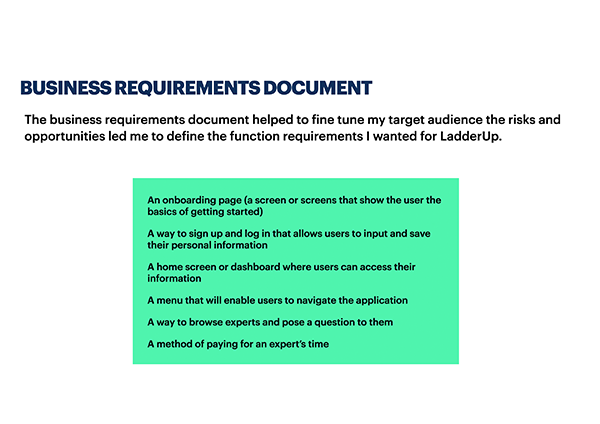 BUSINESS REQUIREMENTS DOCUMENT
The business requirements document helped to fine tune my target audience the risks and
opportunities led me to define the function requirements I wanted for LadderUp.
An onboarding page (a screen or screens that show the user the
basics of getting started)
A way to sign up and log in that allows users to input and save
their personal information
A home screen or dashboard where users can access their
information
A menu that will enable users to navigate the application
A way to browse experts and pose a question to them
A method of paying for an expert’s time